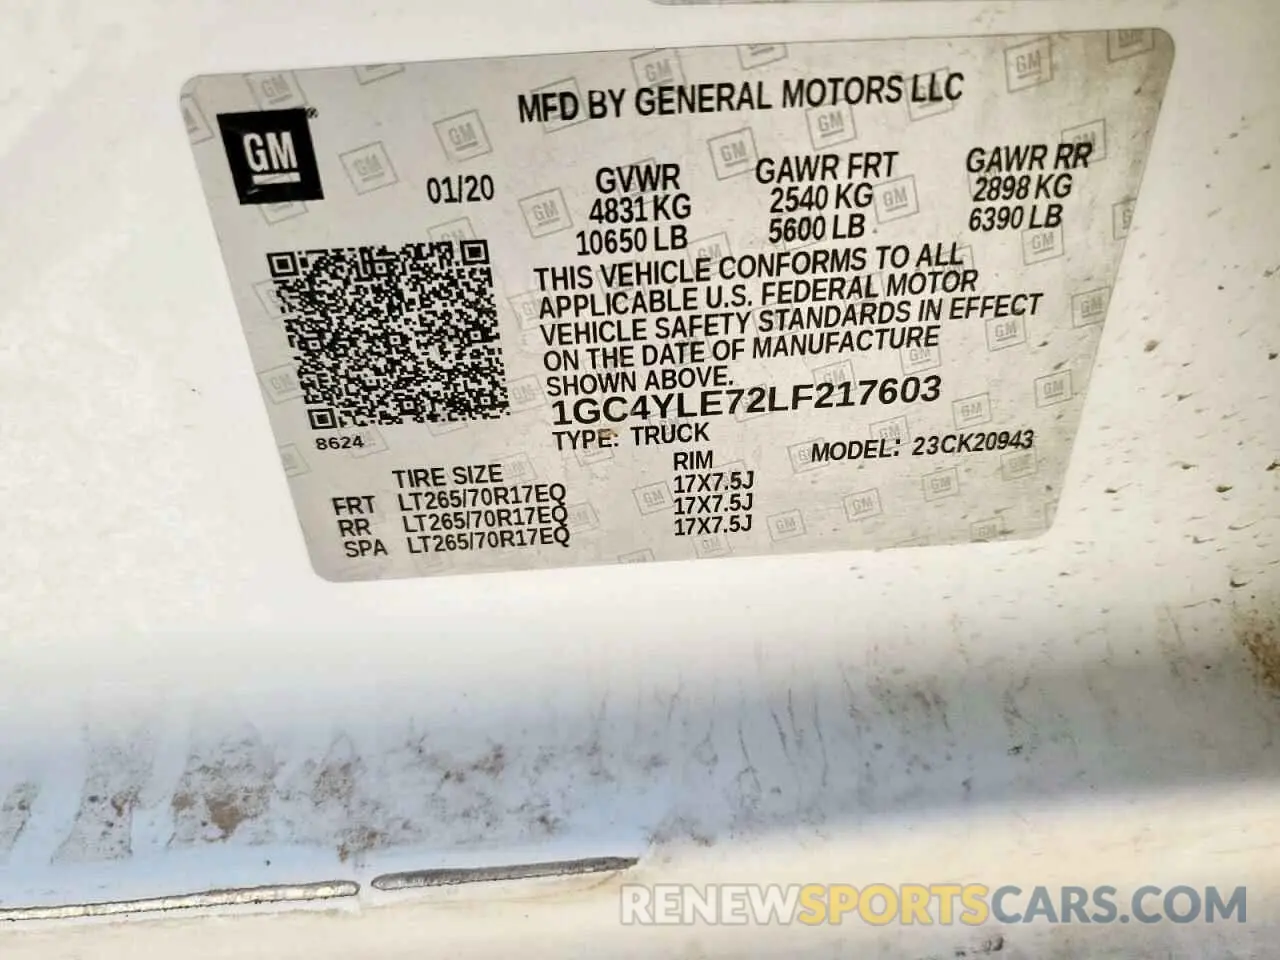 MFD BY GENERAL MOTORS LLC
GM®
01/20
GVWR GAWR FRT GAWR RR
4831 KG 2540 KG 2898 KG
10650 LB 5600 LB 6390 LB
THIS VEHICLE CONFORMS TO ALL
APPLICABLE U.S. FEDERAL MOTOR
VEHICLE SAFETY STANDARDS IN EFFECT
ON THE DATE OF MANUFACTURE
SHOWN ABOVE.
1GC4YLE72LF217603
8624
TYPE: TRUCK MODEL: 23CK20943
TIRE SIZE RIM
FRT LT265/70R17EQ 17X7.5J
RR LT265/70R17EQ 17X7.5J
SPA LT265/70R17EQ 17X7.5J
RENEWSPORTSCARS.COM